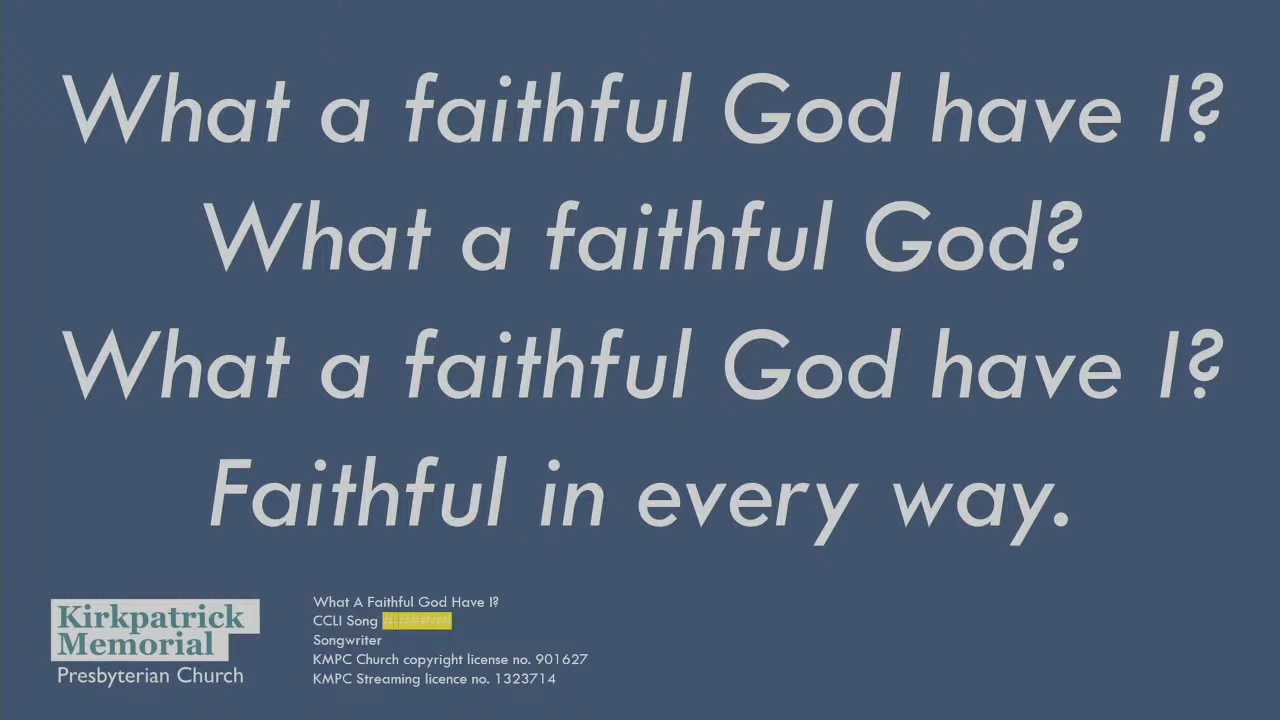 What a faithful God have I?
What a faithful God?
What a faithful God have I?
Faithful in every way.
Kirkpatrick
Memorial
Presbyterian Church
What A Faithful God Have I?
CCLI Song #######
Songwriter
KMPC Church copyright license no. 901627
KMPC Streaming licence no. 1323714